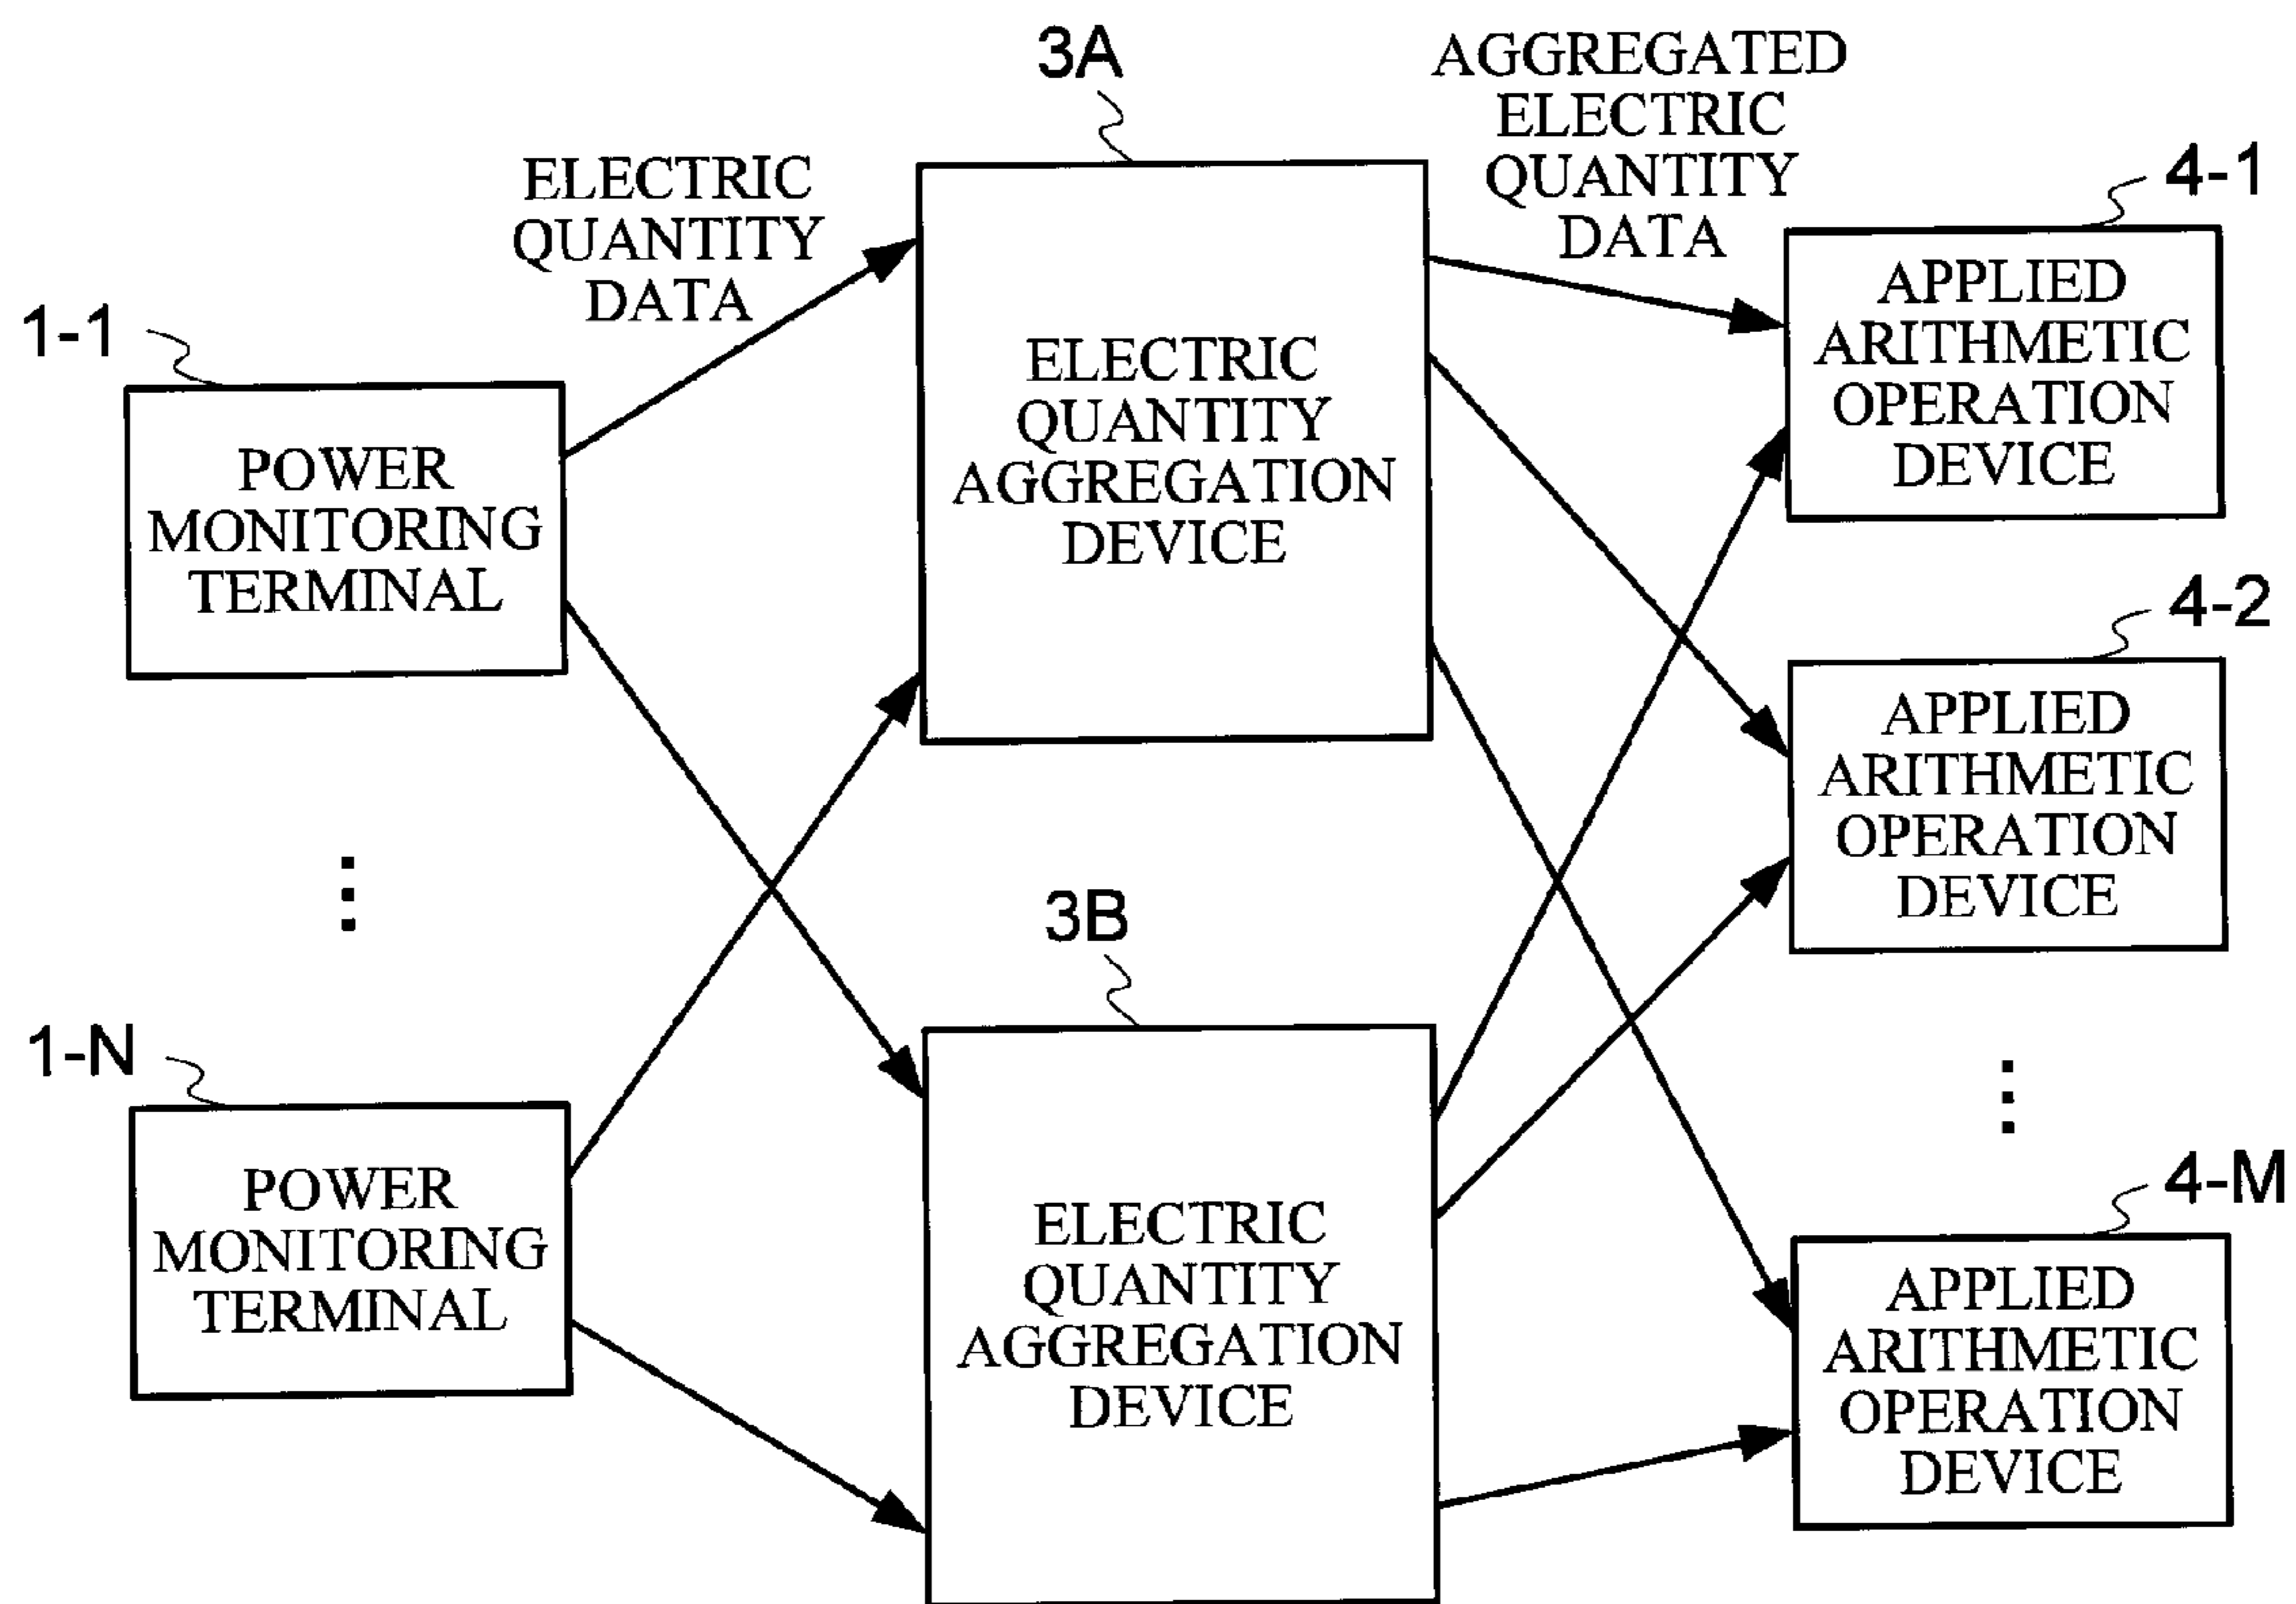 3A
AGGREGATED
ELECTRIC
QUANTITY
DATA
ELECTRIC
QUANTITY
DATA
4-1
1-1
APPLIED
ARITHMETIC
OPERATION
DEVICE
ELECTRIC
QUANTITY
AGGREGATION
DEVICE
POWER
MONITORING
TERMINAL
4-2
APPLIED
ARITHMETIC
OPERATION
DEVICE
3B
1-N
POWER
MONITORING
TERMINAL
ELECTRIC
QUANTITY
AGGREGATION
DEVICE
4-M
APPLIED
ARITHMETIC
OPERATION
DEVICE